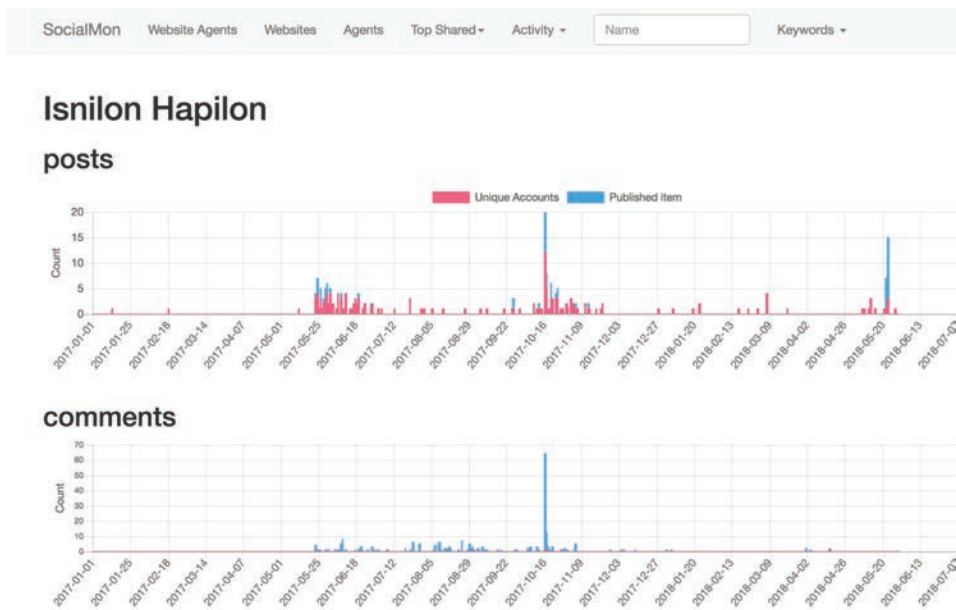 SocialMon Website Agents Websites Agents Top Shared Activity Name Keywords
Isnilon Hapilon
posts
Unique Accounts Published item
20
15
10
5
0
Count
2017-01-01 2017-01-25 2017-02-18 2017-03-14 2017-04-07 2017-05-01 2017-05-25 2017-06-18 2017-07-12 2017-08-05 2017-08-29 2017-09-22 2017-10-16 2017-11-09 2017-12-03 2017-12-27 2018-01-20 2018-02-13 2018-03-09 2018-04-02 2018-04-26 2018-05-20 2018-06-13 2018-07-03
comments
70
60
50
40
30
20
10
0
Count
2017-01-01 2017-01-25 2017-02-18 2017-03-14 2017-04-07 2017-05-01 2017-05-25 2017-06-18 2017-07-12 2017-08-05 2017-08-29 2017-09-22 2017-10-16 2017-11-09 2017-12-03 2017-12-27 2018-01-20 2018-02-13 2018-03-09 2018-04-02 2018-04-26 2018-05-20 2018-06-13 2018-07-03